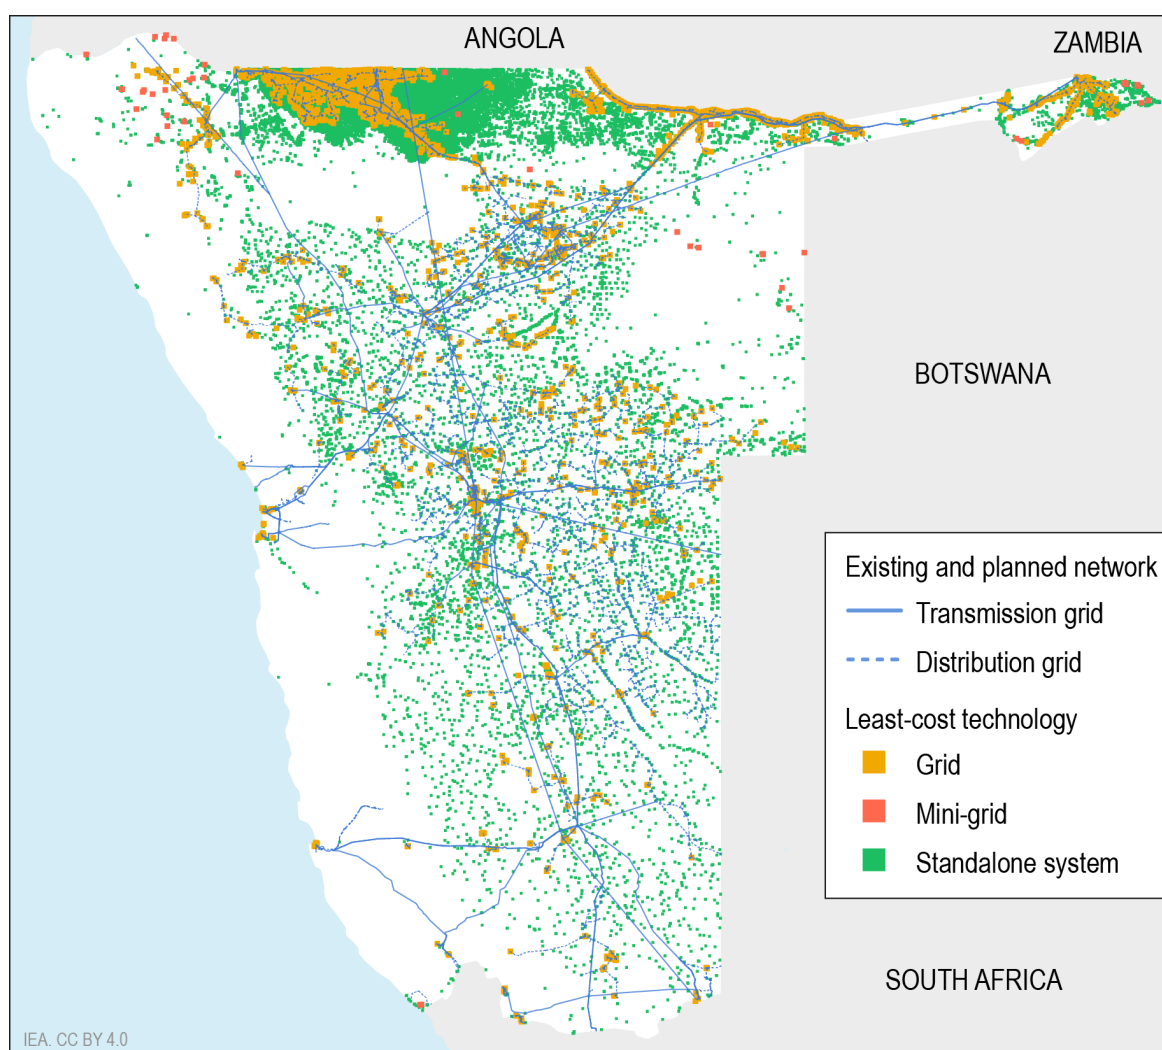 ANGOLA
ZAMBIA
BOTSWANA
Existing and planned network
Transmission grid
Distribution grid
Least-cost technology
Grid
Mini-grid
Standalone system
SOUTH AFRICA
IEA. CC BY 4.0